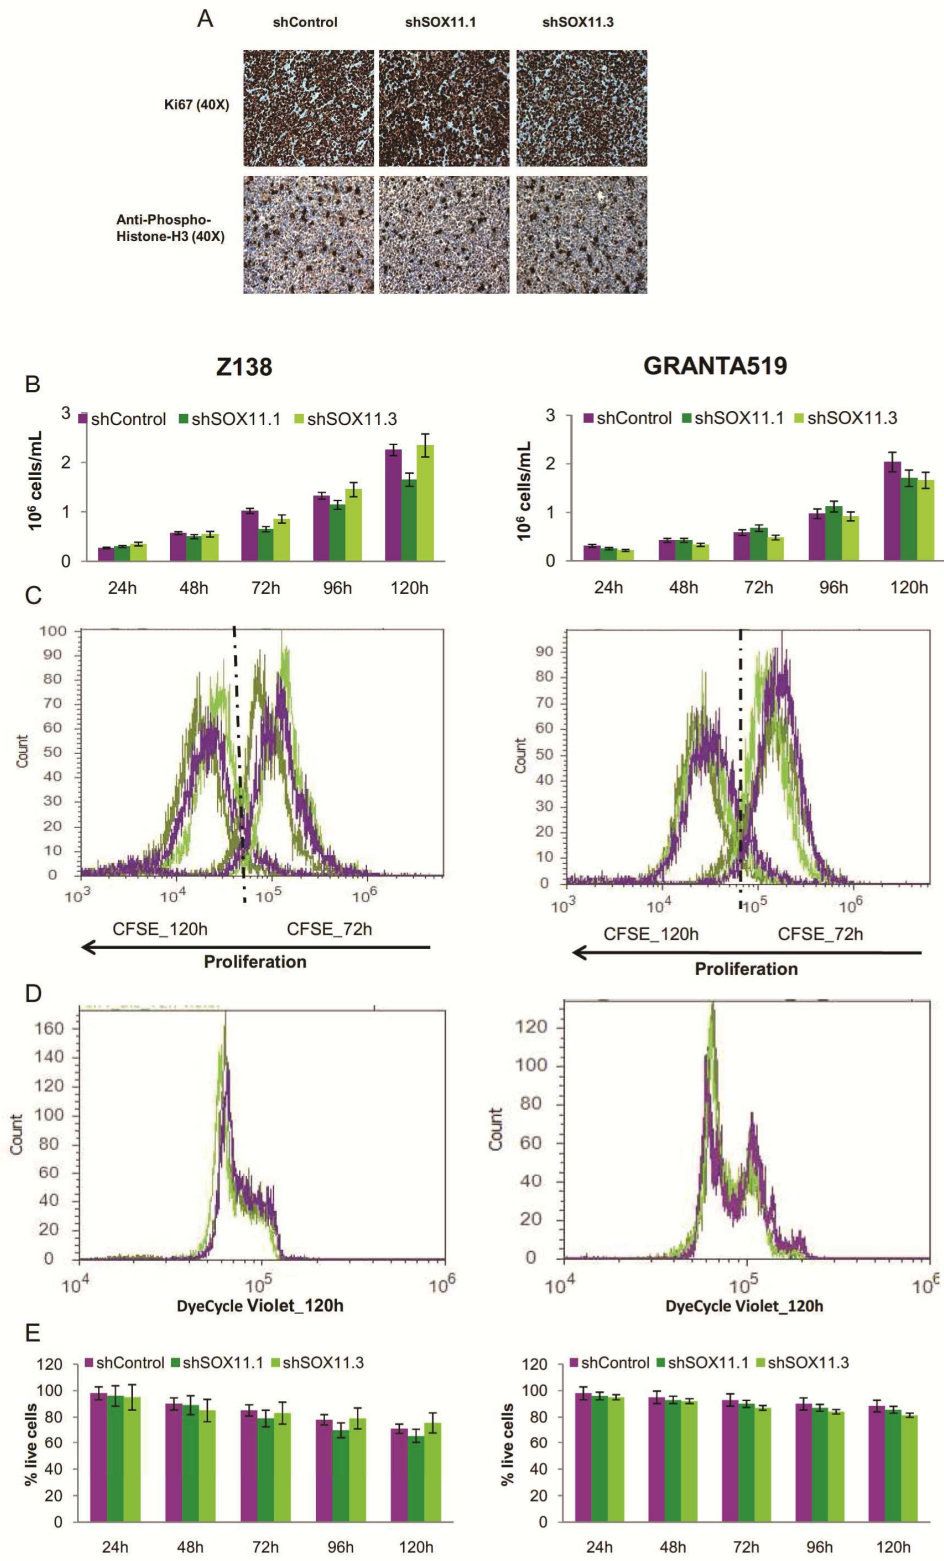 A
shControl shSOX11.1 shSOX11.3
Ki67 (40X)
Anti-Phospho-
Histone-H3 (40X)
Z138 GRANTA519
B
shControl shSOX11.1 shSOX11.3
10⁶ cells/mL
3
2
1
0
24h 48h 72h 96h 120h
shControl shSOX11.1 shSOX11.3
10⁶ cells/mL
3
2
1
0
24h 48h 72h 96h 120h
C
Count
100
90
80
70
60
50
40
30
20
10
0
10³ 10⁴ 10⁵ 10⁶
CFSE_120h CFSE_72h
Proliferation
Count
90
80
70
60
50
40
30
20
10
0
10³ 10⁴ 10⁵ 10⁶
CFSE_120h CFSE_72h
Proliferation
D
Count
160
140
120
100
80
60
40
20
0
10⁴ 10⁵ 10⁶
DyeCycle Violet_120h
Count
120
100
80
60
40
20
0
10⁴ 10⁵ 10⁶
DyeCycle Violet_120h
E
shControl shSOX11.1 shSOX11.3
% live cells
120
100
80
60
40
20
0
24h 48h 72h 96h 120h
shControl shSOX11.1 shSOX11.3
% live cells
120
100
80
60
40
20
0
24h 48h 72h 96h 120h